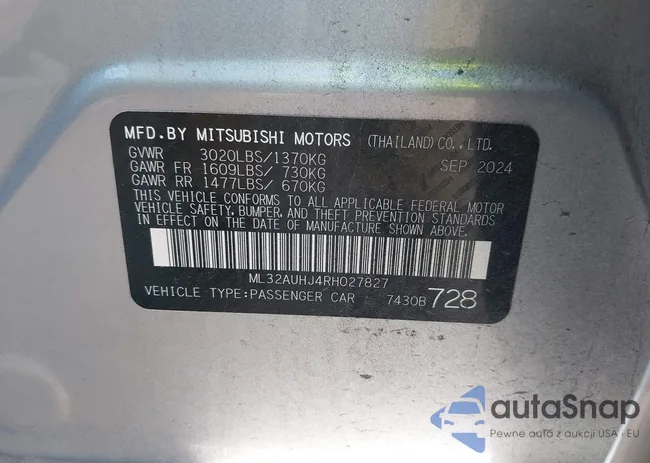 MFD.BY MITSUBISHI MOTORS (THAILAND) CO., LTD.
GVWR 3020LBS/1370KG SEP 2024
GAWR FR 1609LBS/ 730KG
GAWR RR 1477LBS/ 670KG
THIS VEHICLE CONFORMS TO ALL APPLICABLE FEDERAL MOTOR
VEHICLE SAFETY, BUMPER, AND THEFT PREVENTION STANDARDS
IN EFFECT ON THE DATE OF MANUFACTURE SHOWN ABOVE.
ML32AUHJ4RH027827
VEHICLE TYPE:PASSENGER CAR 7430B 728
autaSnap
Pewne auta z aukcji USA i EU